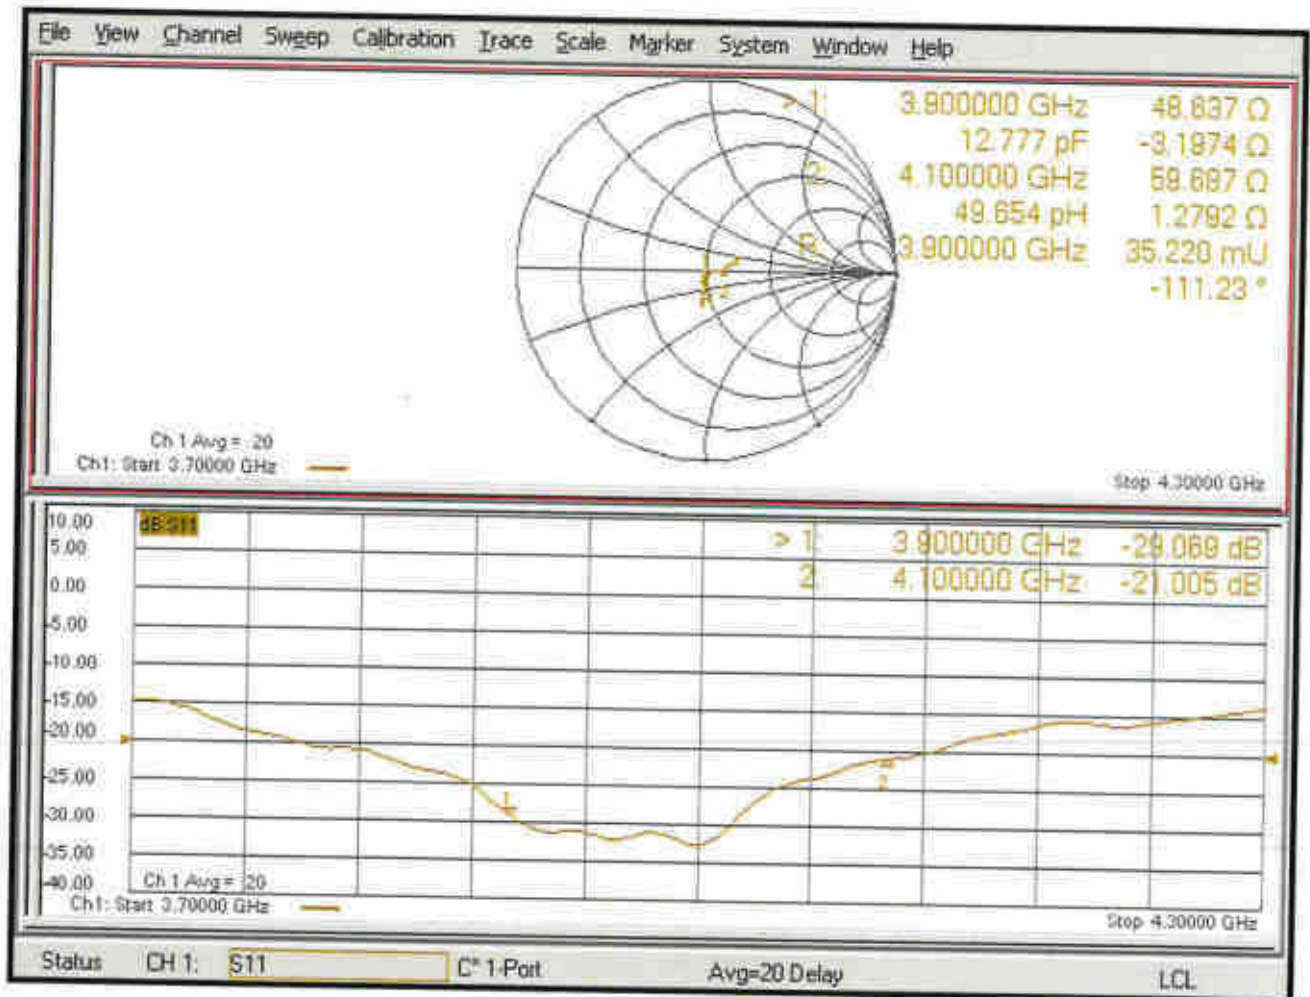 File View Channel Sweep Calibration Trace Scale Marker System Window Help
> 1: 3.900000 GHz 48.637 Ω
12.777 pF -3.1974 Ω
2: 4.100000 GHz 59.697 Ω
49.654 pH 1.2792 Ω
R 3.900000 GHz 35.220 mU
-111.23 °
Ch 1 Avg = 20
Ch1: Start 3.70000 GHz
Stop 4.30000 GHz
10.00
dB S11
> 1: 3.900000 GHz -29.069 dB
5.00
2: 4.100000 GHz -21.005 dB
0.00
-5.00
-10.00
-15.00
-20.00
-25.00
2
1
-30.00
-35.00
-40.00
Ch 1 Avg = 20
Ch1: Start 3.70000 GHz
Stop 4.30000 GHz
Status CH 1: S11 C* 1-Port Avg=20 Delay LCL